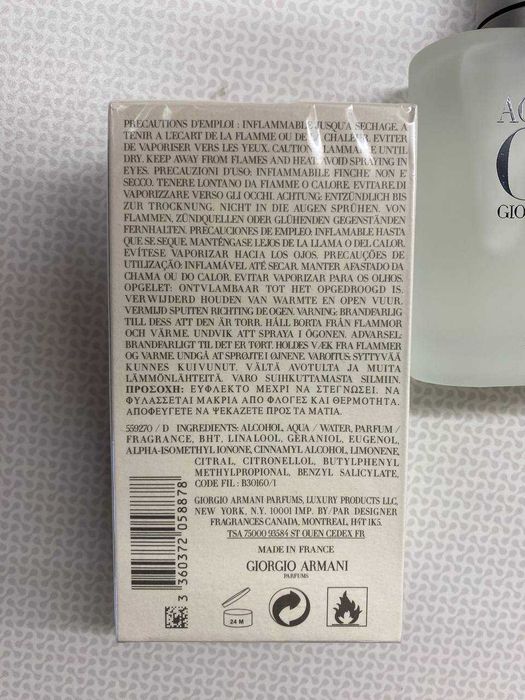 PRECAUTIONS D'EMPLOI : INFLAMMABLE JUSQU'A SECHAGE. A
TENIR A L'ECART DE LA FLAMME OU DE LA CHALEUR. EVITER
DE VAPORISER VERS LES YEUX. CAUTION: FLAMMABLE UNTIL
DRY. KEEP AWAY FROM FLAMES AND HEAT. AVOID SPRAYING IN
EYES. PRECAUZIONI D'USO: INFIAMMABILE FINCHE' NON E'
SECCO. TENERE LONTANO DA FIAMME O CALORE. EVITARE DI
VAPORIZZARE VERSO GLI OCCHI. ACHTUNG: ENTZÜNDLICH BIS
ZUR TROCKNUNG. NICHT IN DIE AUGEN SPRÜHEN. VON
FLAMMEN, ZÜNDQUELLEN ODER GLÜHENDEN GEGENSTÄNDEN
FERNHALTEN. PRECAUCIONES DE EMPLEO: INFLAMABLE HASTA
QUE SE SEQUE. MANTÉNGASE LEJOS DE LA LLAMA O DEL CALOR.
EVÍTESE VAPORIZAR HACIA LOS OJOS. PRECAUÇÕES DE
UTILIZAÇÃO: INFLAMÁVEL ATÉ SECAR. MANTER AFASTADO DA
CHAMA OU DO CALOR. EVITAR VAPORIZAR PARA OS OLHOS.
OPGELET: ONTVLAMBAAR TOT HET OPGEDROOGD IS.
VERWIJDERD HOUDEN VAN WARMTE EN OPEN VUUR.
VERMIJD SPUITEN RICHTING DE OGEN. VARNING: BRANDFARLIG
TILL DESS ATT DEN ÄR TORR. HÅLL BORTA FRÅN FLAMMOR
OCH VÄRME. UNDVIK ATT SPRAYA I ÖGONEN. ADVARSEL:
BRANDFARLIGT TIL DET ER TORT. HOLDES VÆK FRA FLAMMER
OG VARME. UNDGÅ AT SPRØJTE I ØJNENE. VAROITUS: SYTTYVÄÄ
KUNNES KUIVUNUT. VÄLTÄ AVOTULTA JA MUITA
LÄMMÖNLÄHTEITÄ. VARO SUIHKUTTAMASTA SILMIIN.
ΠΡΟΣΟΧΗ: ΕΥΦΛΕΚΤΟ ΜΕΧΡΙ ΝΑ ΣΤΕΓΝΩΣΕΙ. ΝΑ
ΦΥΛΑΣΣΕΤΑΙ ΜΑΚΡΙΑ ΑΠΟ ΦΛΟΓΕΣ ΚΑΙ ΘΕΡΜΟΤΗΤΑ.
ΑΠΟΦΕΥΓΕΤΕ ΝΑ ΨΕΚΑΖΕΤΕ ΠΡΟΣ ΤΑ ΜΑΤΙΑ.
559270 / D INGREDIENTS: ALCOHOL, AQUA / WATER, PARFUM /
FRAGRANCE, BHT, LINALOOL, GERANIOL, EUGENOL,
ALPHA-ISOMETHYL IONONE, CINNAMYL ALCOHOL, LIMONENE,
CITRAL, CITRONELLOL, BUTYLPHENYL
METHYLPROPIONAL, BENZYL SALICYLATE,
CODE FIL : B30160/1
GIORGIO ARMANI PARFUMS, LUXURY PRODUCTS LLC,
NEW YORK, N.Y. 10001 IMP. BY/PAR DESIGNER
FRAGRANCES CANADA, MONTREAL, H4T 1K5.
TSA 75000 93584 ST OUEN CEDEX FR
MADE IN FRANCE
GIORGIO ARMANI
PARFUMS
3 360372 058878
24 M
AC
GIOR